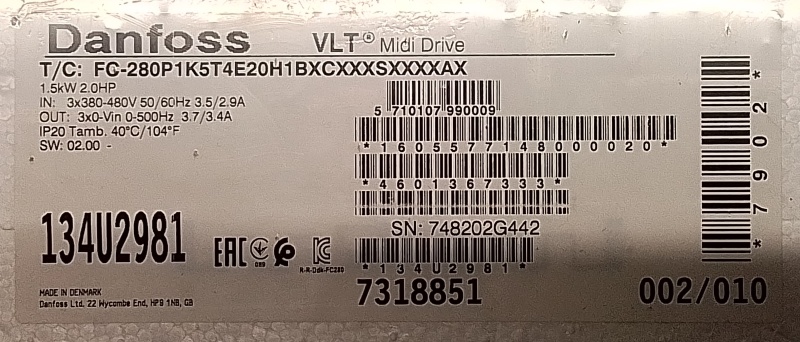 Danfoss VLT® Midi Drive
T/C: FC-280P1K5T4E20H1BXCXXXSXXXXAX
1.5kW 2.0HP
IN: 3x380-480V 50/60Hz 3.5/2.9A
OUT: 3x0-Vin 0-500Hz 3.7/3.4A
IP20 Tamb. 40°C/104°F
SW: 02.00 -
5 710107 990009
*1605577148000020*
*4601367333*
SN: 748202G442
134U2981
EAC
089
R-R-Ddk-FC280
*134U2981*
7318851
002/010
*7902*
MADE IN DENMARK
Danfoss Ltd. 22 Wycombe End, HP9 1NB, GB